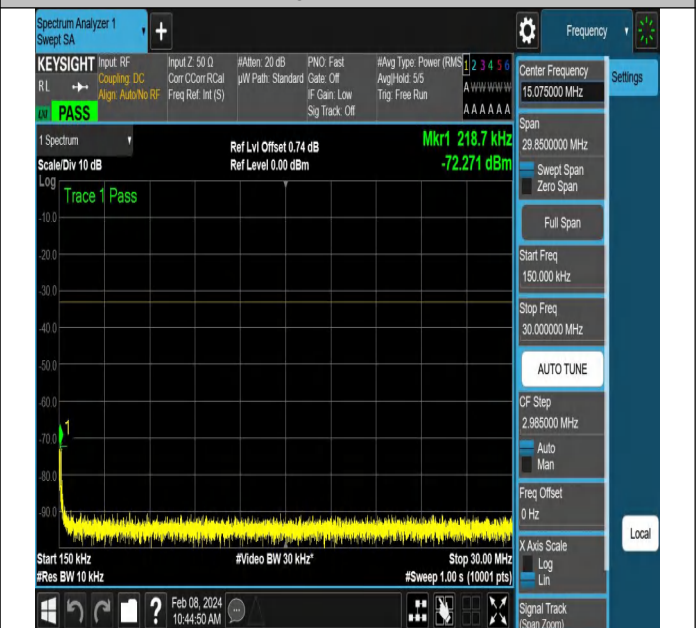 Spectrum Analyzer 1
Swept SA
+
Frequency
KEYSIGHT
RL
PASS
Input: RF
Coupling: DC
Align: Auto/No RF
Input Z: 50 Ω
Corr CCorr RCal
Freq Ref: Int (S)
#Atten: 20 dB
µW Path: Standard
PNO: Fast
Gate: Off
IF Gain: Low
Sig Track: Off
#Avg Type: Power (RMS
Avg|Hold: 5/5
Trig: Free Run
1 2 3 4 5 6
A W W W W W
A A A A A A
1 Spectrum
Scale/Div 10 dB
Ref Lvl Offset 0.74 dB
Ref Level 0.00 dBm
Mkr1 218.7 kHz
-72.271 dBm
Log
Trace 1 Pass
-10.0
-20.0
-30.0
-40.0
-50.0
-60.0
-70.0
-80.0
-90.0
1
Start 150 kHz
#Res BW 10 kHz
#Video BW 30 kHz*
Stop 30.00 MHz
#Sweep 1.00 s (10001 pts)
?
Feb 08, 2024
10:44:50 AM
Center Frequency
15.075000 MHz
Settings
Span
29.8500000 MHz
Swept Span
Zero Span
Full Span
Start Freq
150.000 kHz
Stop Freq
30.000000 MHz
AUTO TUNE
CF Step
2.985000 MHz
Auto
Man
Freq Offset
0 Hz
Local
X Axis Scale
Log
Lin
Signal Track
(Span Zoom)